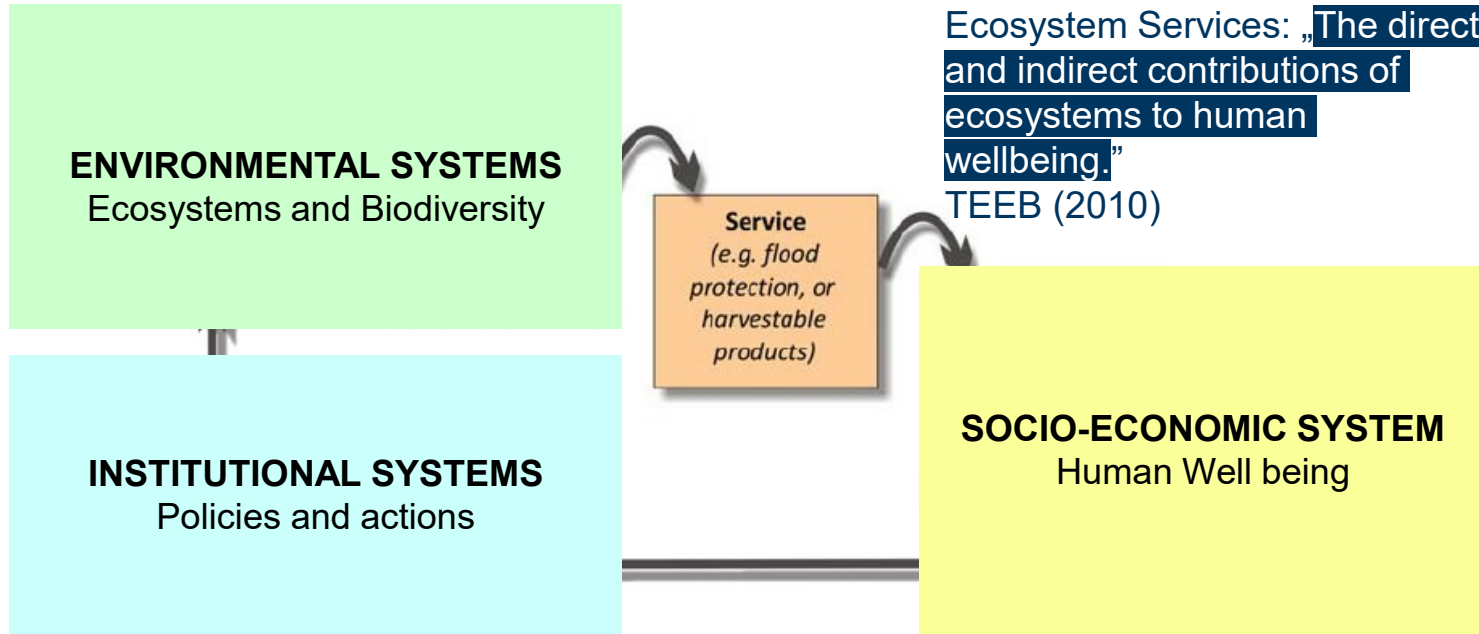 ENVIRONMENTAL SYSTEMS
Ecosystems and Biodiversity
Service
(e.g. flood
protection, or
harvestable
products)
Ecosystem Services: „The direct
and indirect contributions of
ecosystems to human
wellbeing.”
TEEB (2010)
INSTITUTIONAL SYSTEMS
Policies and actions
SOCIO-ECONOMIC SYSTEM
Human Well being